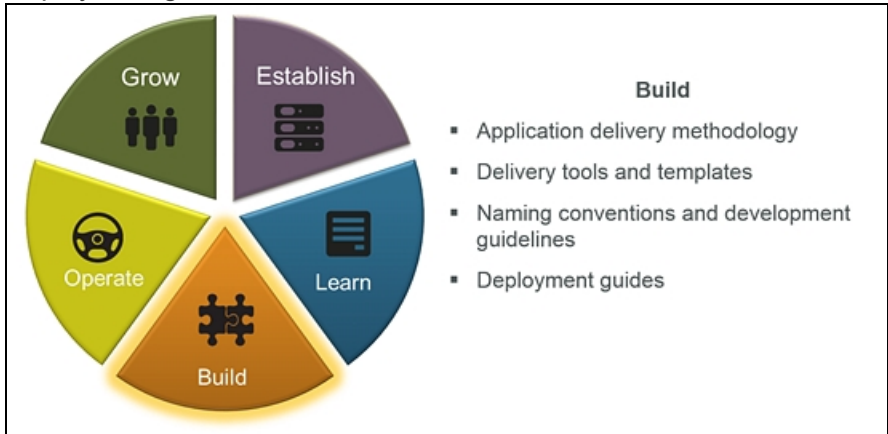 Grow
Establish
Operate
Learn
Build
Build
▪ Application delivery methodology
▪ Delivery tools and templates
▪ Naming conventions and development
guidelines
▪ Deployment guides